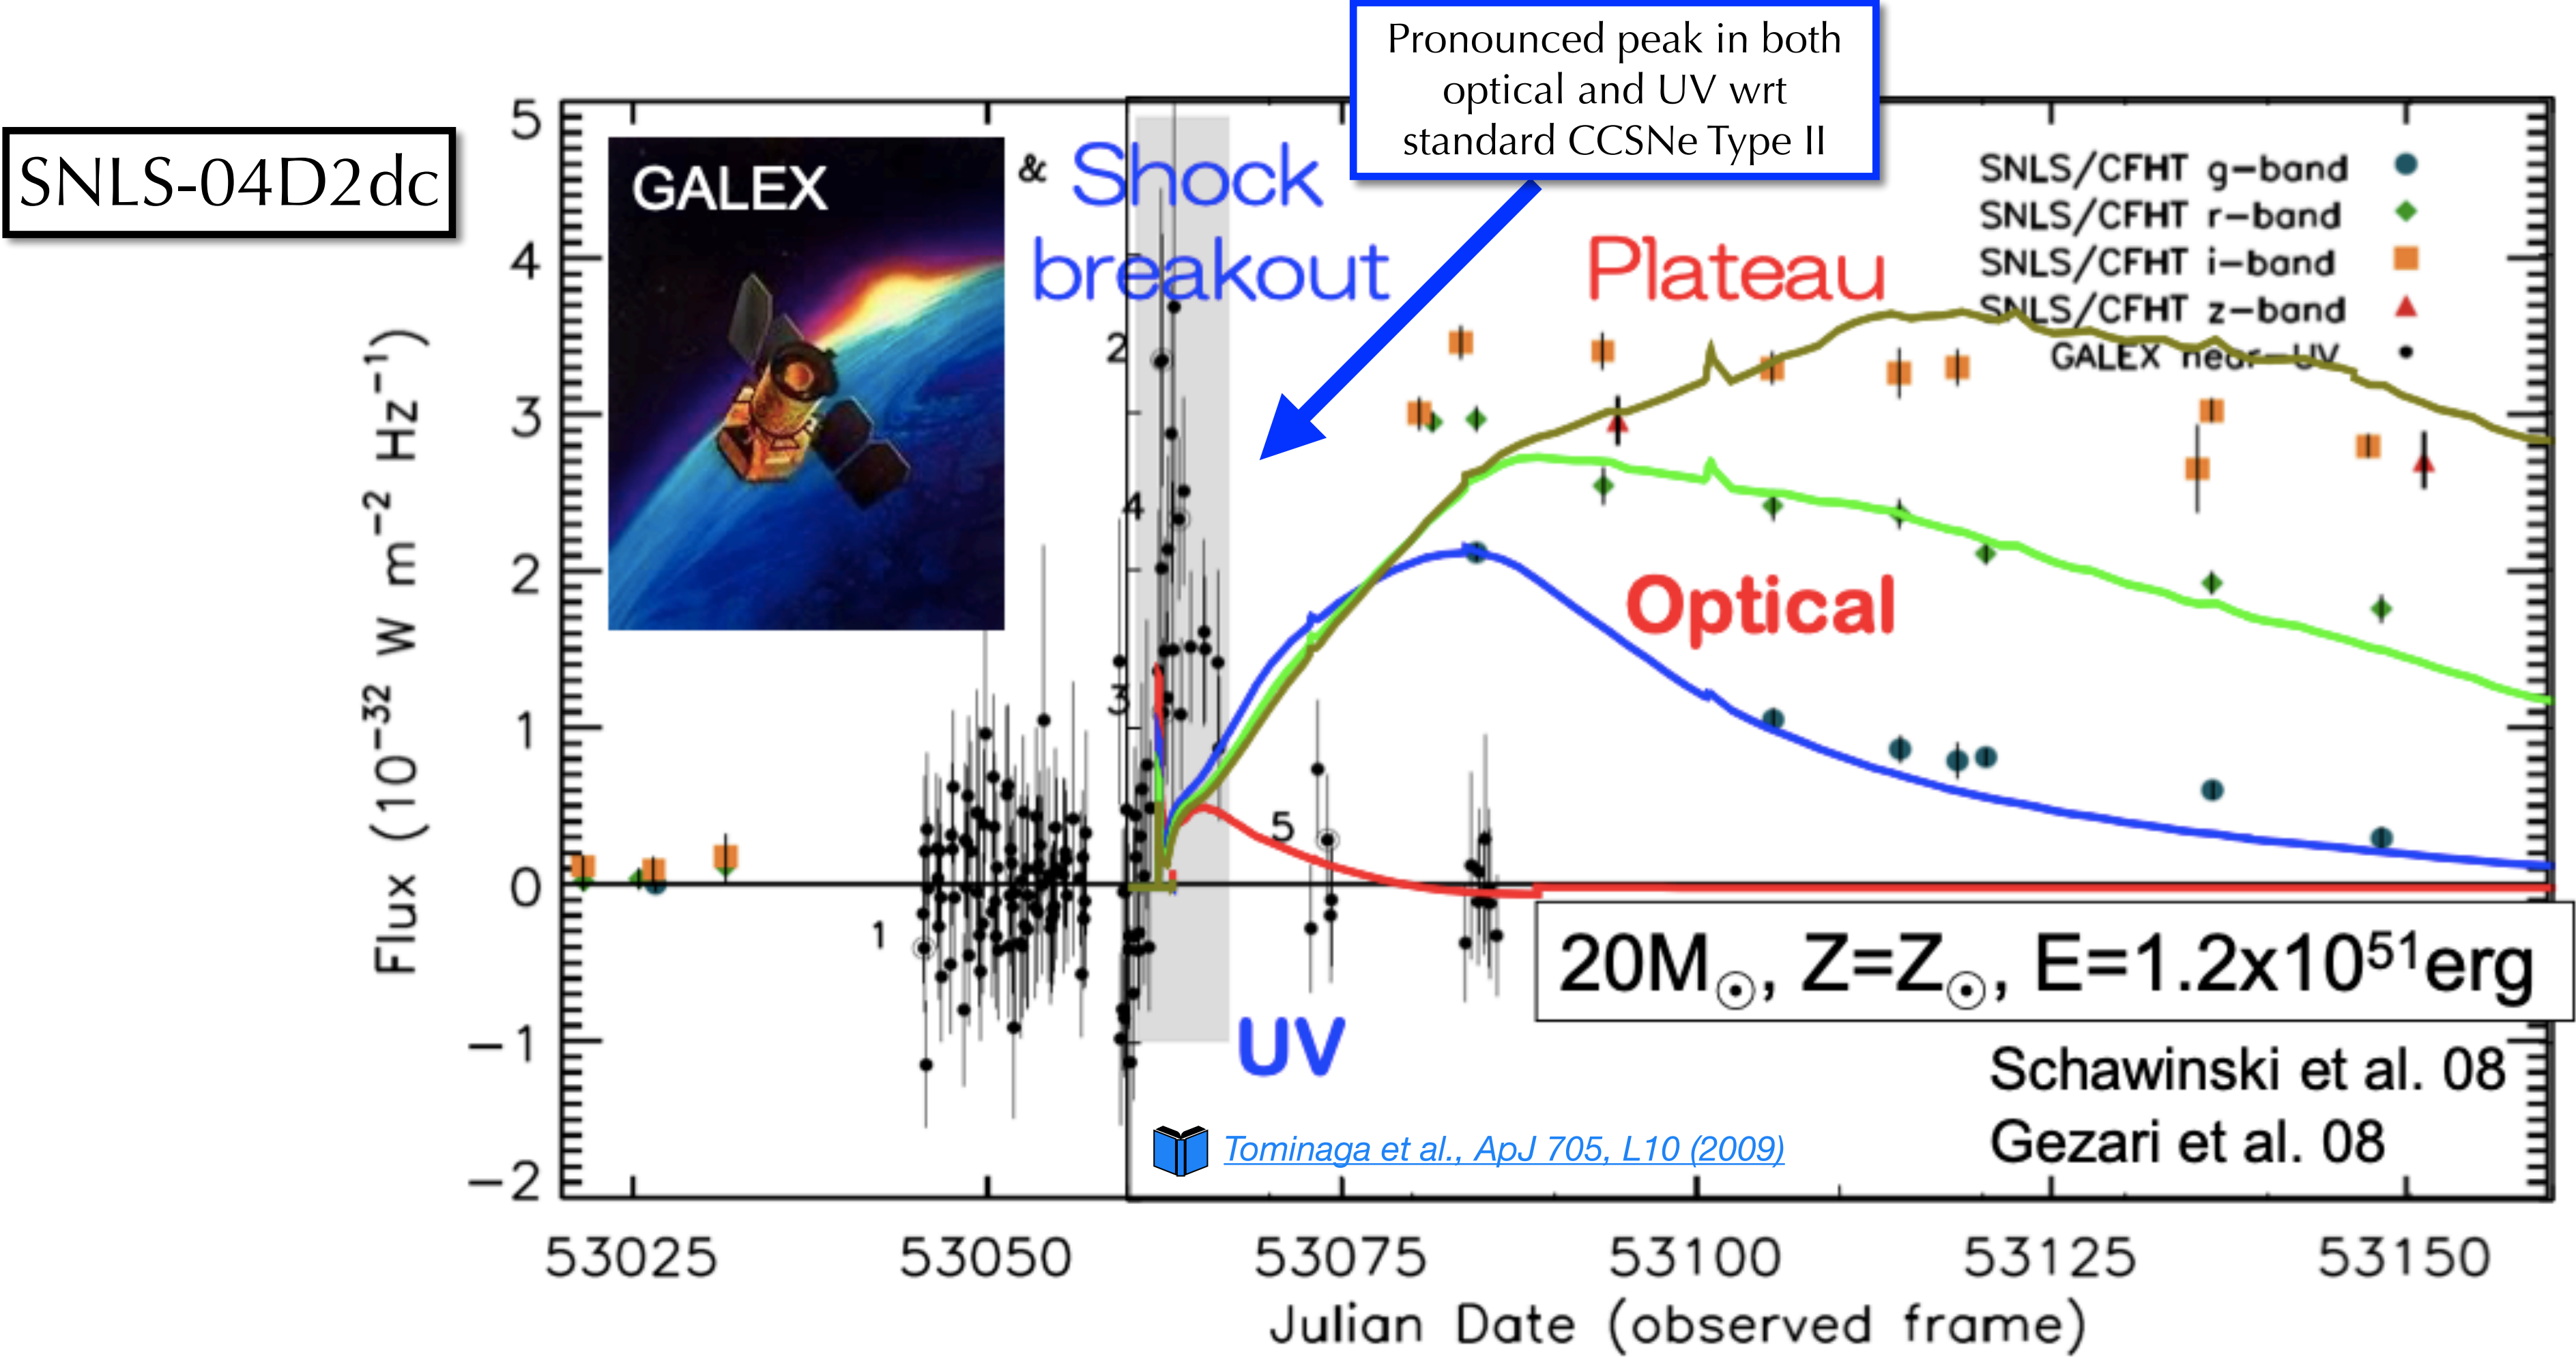 Pronounced peak in both
optical and UV wrt
standard CCSNe Type II
SNLS-04D2dc
GALEX
& Shock
breakout
Plateau
SNLS/CFHT g-band
SNLS/CFHT r-band
SNLS/CFHT i-band
SNLS/CFHT z-band
GALEX near-UV
Optical
UV
1
2
4
3
5
20M☉, Z=Z☉, E=1.2x10⁵¹erg
Schawinski et al. 08
Gezari et al. 08
Tominaga et al., ApJ 705, L10 (2009)
Flux (10⁻³² W m⁻² Hz⁻¹)
5
4
3
2
1
0
-1
-2
53025 53050 53075 53100 53125 53150
Julian Date (observed frame)